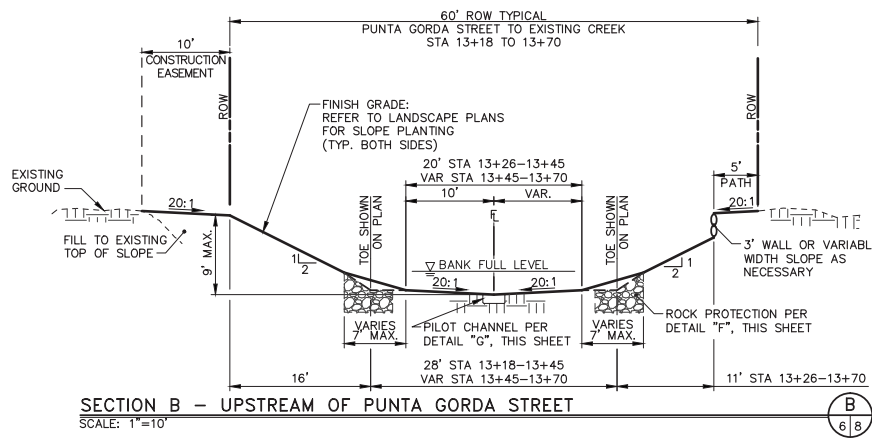 60' ROW TYPICAL
PUNTA GORDA STREET TO EXISTING CREEK
STA 13+18 TO 13+70
10'
CONSTRUCTION
EASEMENT
ROW
ROW
FINISH GRADE:
REFER TO LANDSCAPE PLANS
FOR SLOPE PLANTING
(TYP. BOTH SIDES)
20' STA 13+26-13+45
VAR STA 13+45-13+70
10'
VAR.
5'
PATH
EXISTING
GROUND
20:1
20:1
FILL TO EXISTING
TOP OF SLOPE
9' MAX.
TOE SHOWN
ON PLAN
TOE SHOWN
ON PLAN
3' WALL OR VARIABL
WIDTH SLOPE AS
NECESSARY
1
2
1
2
BANK FULL LEVEL
20:1
20:1
VARIES
7' MAX.
PILOT CHANNEL PER
DETAIL "G", THIS SHEET
VARIES
7' MAX.
ROCK PROTECTION PER
DETAIL "F", THIS SHEET
16'
28' STA 13+18-13+45
VAR STA 13+45-13+70
11' STA 13+26-13+70
SECTION B - UPSTREAM OF PUNTA GORDA STREET
SCALE: 1"=10'
B
6 8